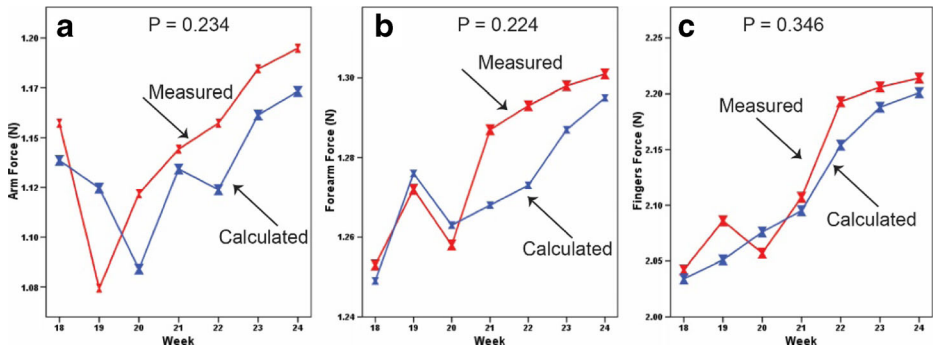 a
P = 0.234
Arm Force (N)
1.20
1.17
1.15
1.12
1.10
1.08
Measured
Calculated
18 19 20 21 22 23 24
Week
b
P = 0.224
Forearm Force (N)
1.30
1.28
1.26
1.24
Measured
Calculated
18 19 20 21 22 23 24
Week
c
P = 0.346
Fingers Force (N)
2.20
2.15
2.10
2.05
2.00
Measured
Calculated
18 19 20 21 22 23 24
Week